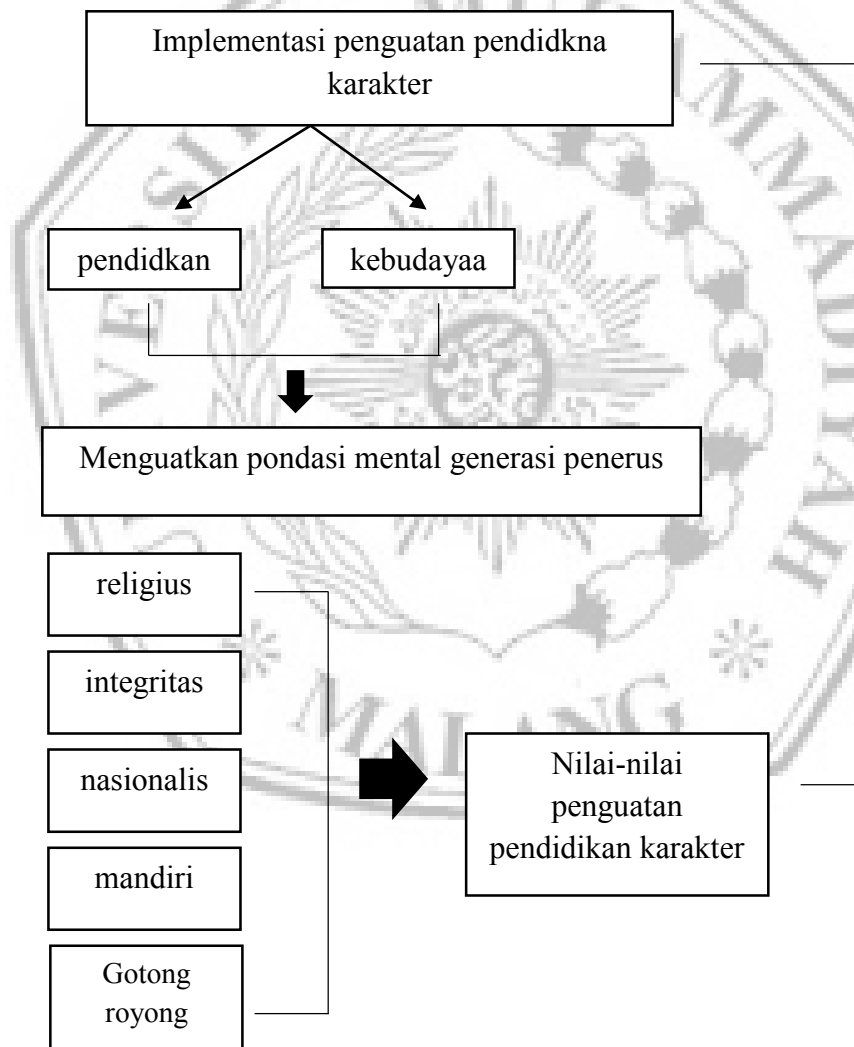 Implementasi penguatan pendidkna
karakter
pendidkan
kebudayaa
Menguatkan pondasi mental generasi penerus
religius
integritas
nasionalis
mandiri
Gotong
royong
Nilai-nilai
penguatan
pendidikan karakter
MALANG